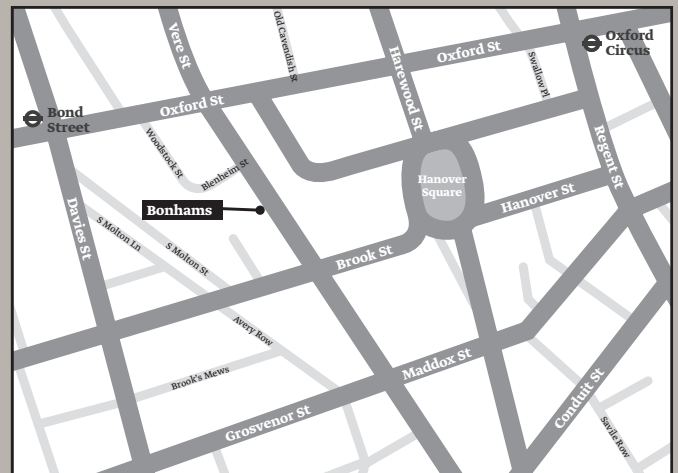 Vere St
Old Cavendish St
Harewood St
Oxford St
Swallow Pl
Oxford
Circus
Oxford St
Bond
Street
Woodstock St
Blenheim St
Regent St
Hanover
Square
Hanover St
Bonhams
Davies St
S Molton Ln
S Molton St
Brook St
Avery Row
Maddox St
Brook's Mews
Conduit St
Grosvenor St
Savile Row